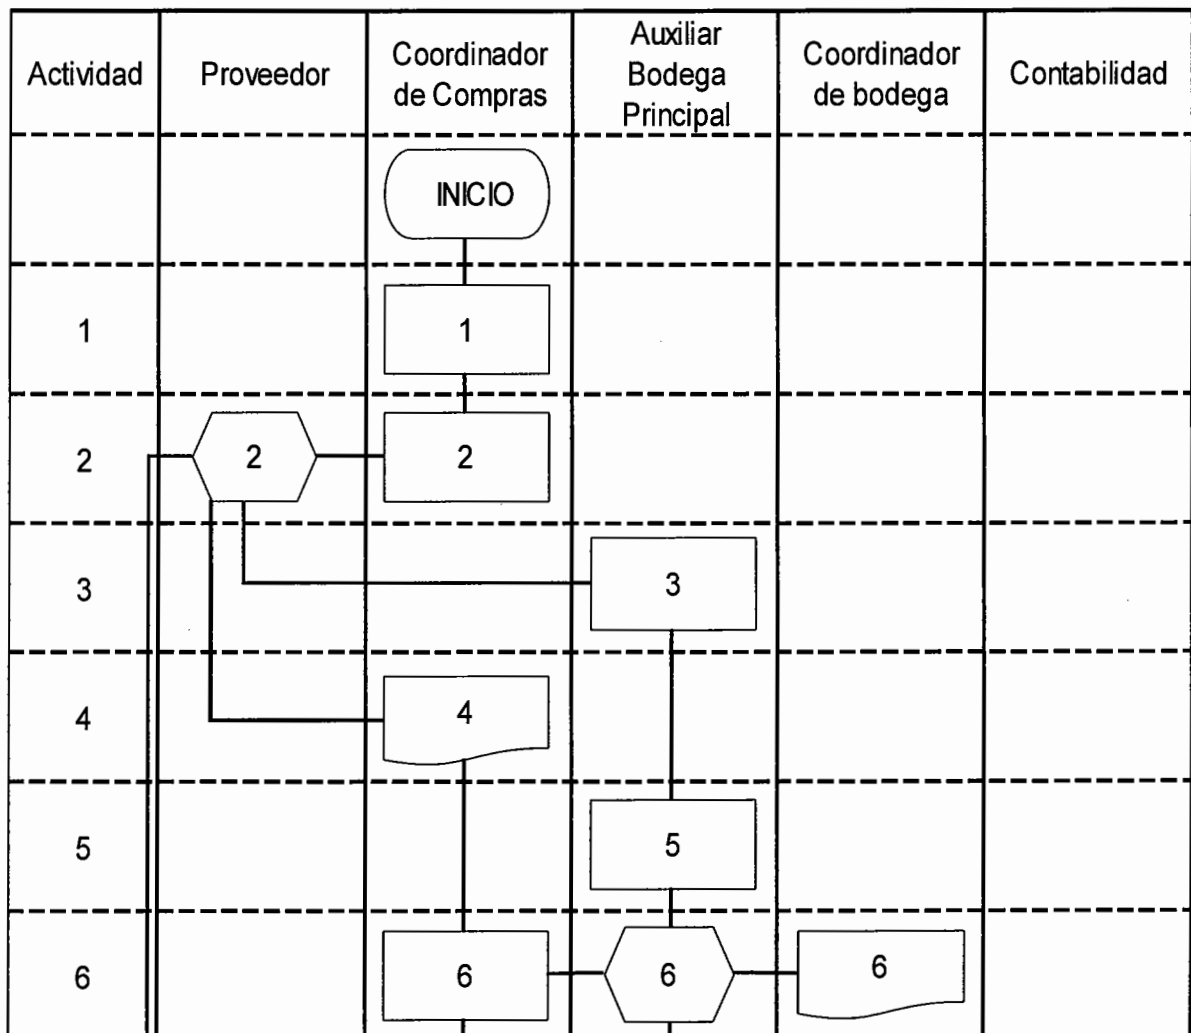 Actividad
Proveedor
Coordinador
de Compras
Auxiliar
Bodega
Principal
Coordinador
de bodega
Contabilidad
INICIO
1
1
2
2
2
3
3
4
4
5
5
6
6
6
6